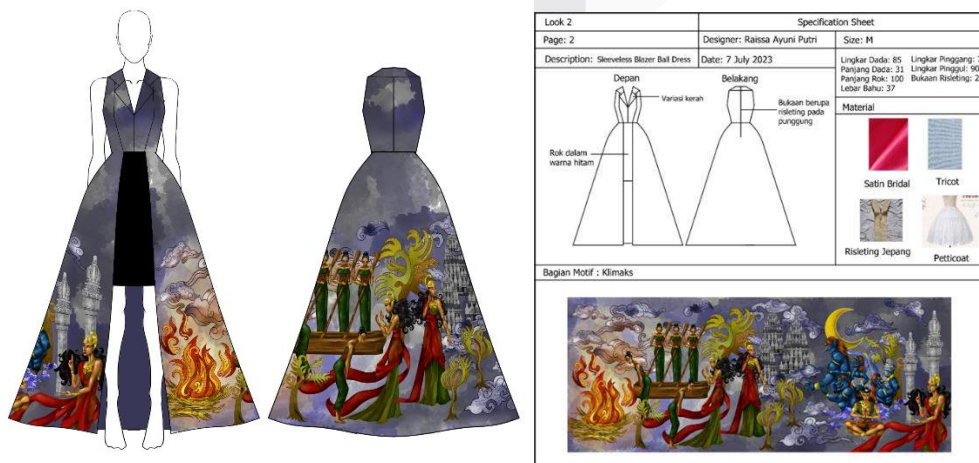 Look 2
Specification Sheet
Page: 2
Designer: Raissa Ayuni Putri
Size: M
Description: Sleeveless Blazer Ball Dress
Date: 7 July 2023
Lingkar Dada: 85 Lingkar Pinggang:
Panjang Dada: 31 Lingkar Pinggul: 90
Panjang Rok: 100 Bukaan Risleting: 2
Lebar Bahu: 37
Depan
Belakang
Variasi kerah
Bukaan berupa
risleting pada
punggung
Rok dalam
warna hitam
Material
Satin Bridal
Tricot
Risleting Jepang
Petticoat
Bagian Motif : Klimaks